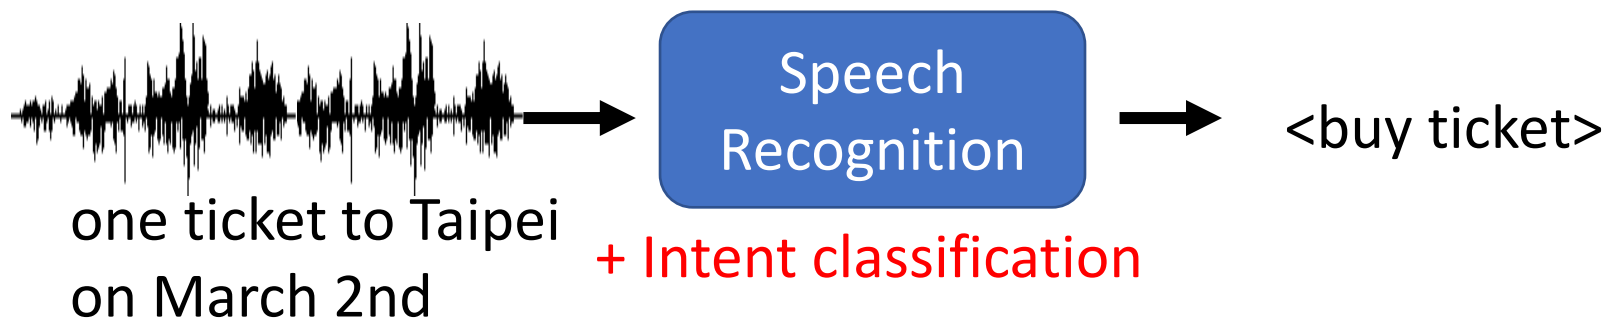 Speech
Recognition
<buy ticket>
one ticket to Taipei
on March 2nd
+ Intent classification